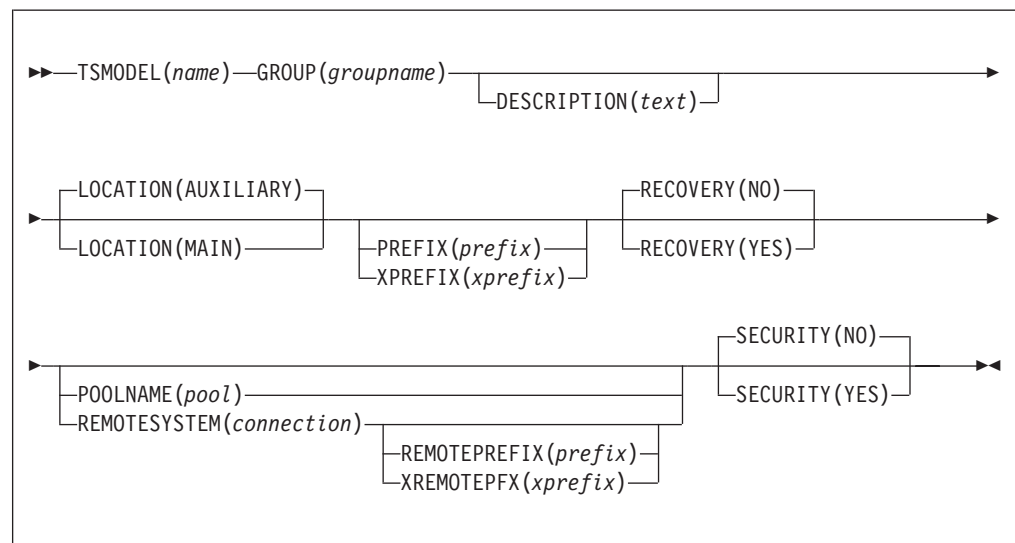 TSMODEL(name) GROUP(groupname)
DESCRIPTION(text)
LOCATION(AUXILIARY)
LOCATION(MAIN)
PREFIX(prefix)
XPREFIX(xprefix)
RECOVERY(NO)
RECOVERY(YES)
POOLNAME(pool)
REMOTESYSTEM(connection)
REMOTEPREFIX(prefix)
XREMOTEPFX(xprefix)
SECURITY(NO)
SECURITY(YES)